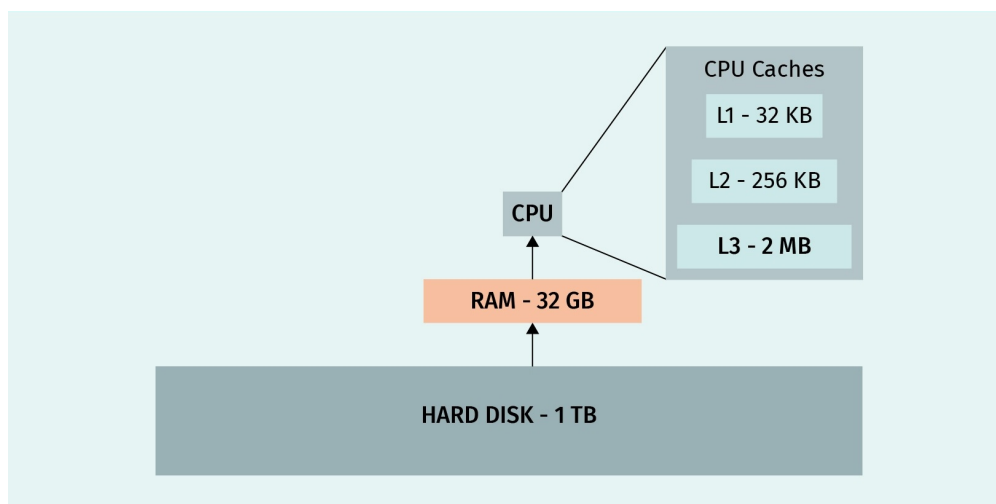 CPU Caches
L1 - 32 KB
L2 - 256 KB
L3 - 2 MB
CPU
RAM - 32 GB
HARD DISK - 1 TB